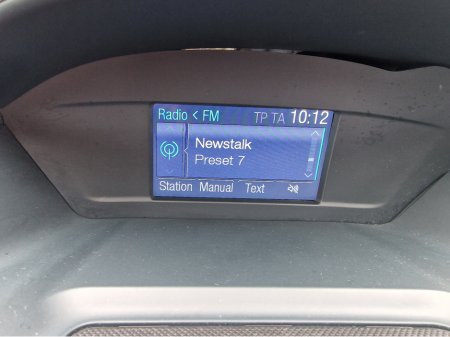 Radio < FM TP TA 10:12
Newstalk
Preset 7
Station Manual Text